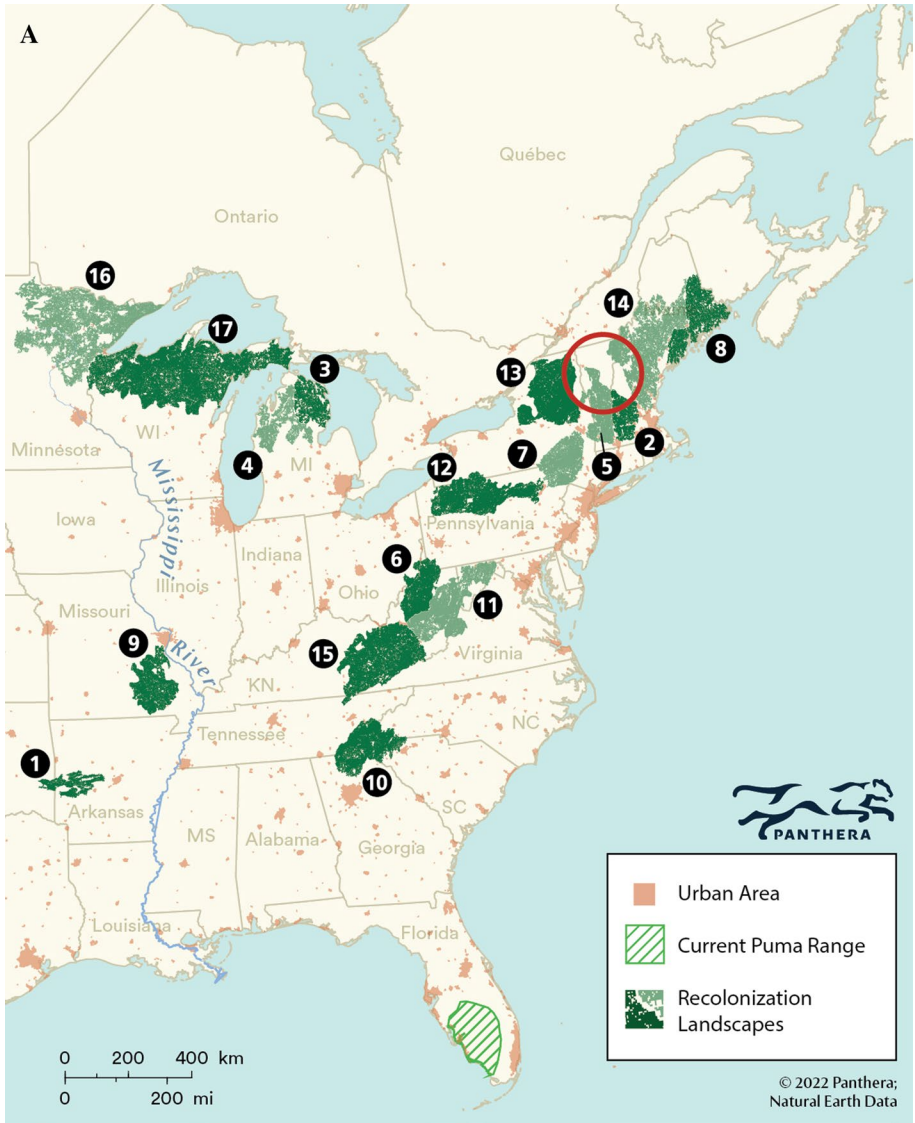 A
Québec
Ontario
16
14
17
3
13
8
WI
Minnesota
4
MI
7
5
2
12
Mississippi
Iowa
Pennsylvania
Indiana
6
Illinois
Ohio
Missouri
11
9
15
River
Virginia
KN
NC
Tennessee
1
10
Arkansas
SC
PANTHERA
MS
Alabama
Georgia
Urban Area
Louisiana
Florida
Current Puma Range
Recolonization
Landscapes
0 200 400 km
0 200 mi
© 2022 Panthera;
Natural Earth Data